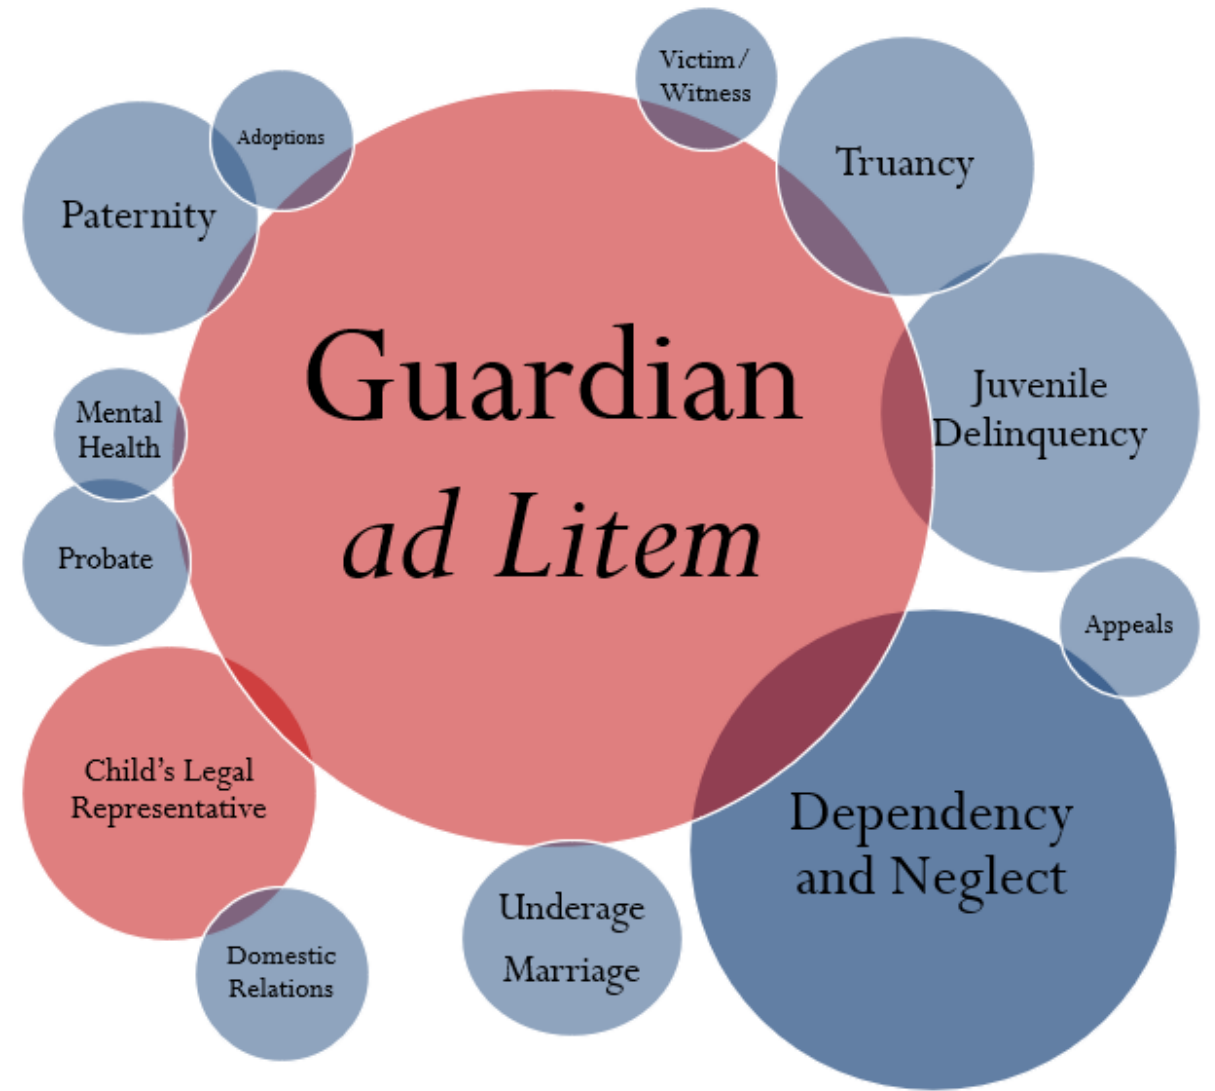 Victim/
Witness
Adoptions
Truancy
Paternity
Guardian
ad Litem
Juvenile
Delinquency
Mental
Health
Probate
Appeals
Child’s Legal
Representative
Dependency
and Neglect
Underage
Marriage
Domestic
Relations